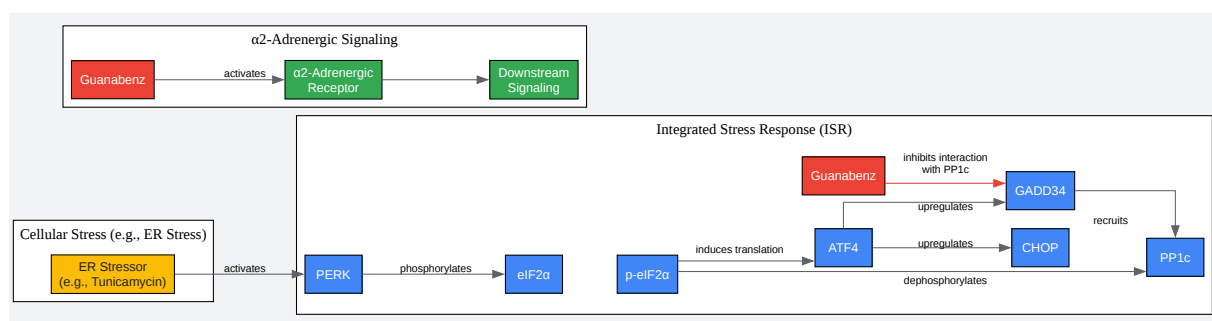 α2-Adrenergic Signaling
Guanabenz
activates
α2-Adrenergic
Receptor
Downstream
Signaling
Integrated Stress Response (ISR)
Guanabenz
inhibits interaction
with PP1c
GADD34
upregulates
recruits
Cellular Stress (e.g., ER Stress)
ER Stressor
(e.g., Tunicamycin)
activates
PERK
phosphorylates
eIF2α
p-eIF2α
induces translation
ATF4
upregulates
CHOP
PP1c
dephosphorylates